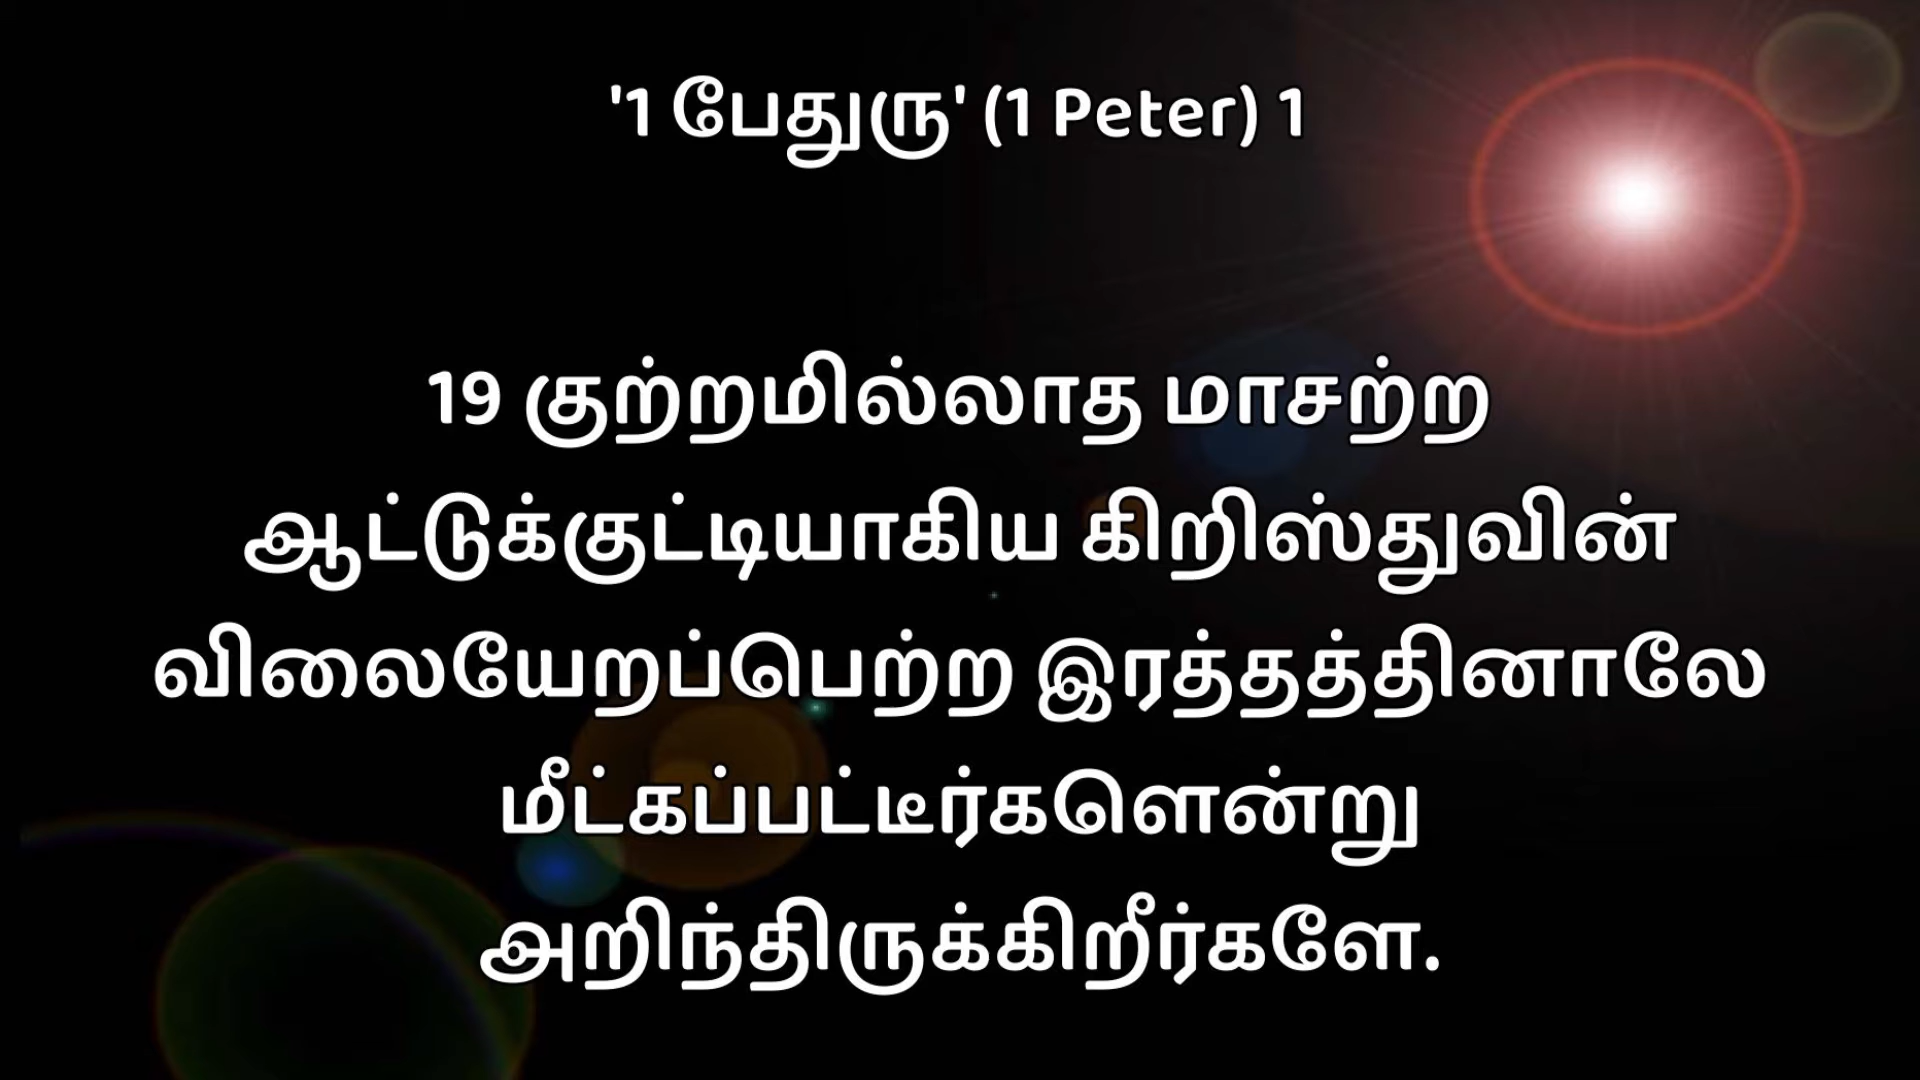 '1 பேதுரு' (1 Peter) 1
19 குற்றமில்லாத மாசற்ற
ஆட்டுக்குட்டியாகிய கிறிஸ்துவின்
விலையேறப்பெற்ற இரத்தத்தினாலே
மீட்கப்பட்டீர்களென்று
அறிந்திருக்கிறீர்களே.